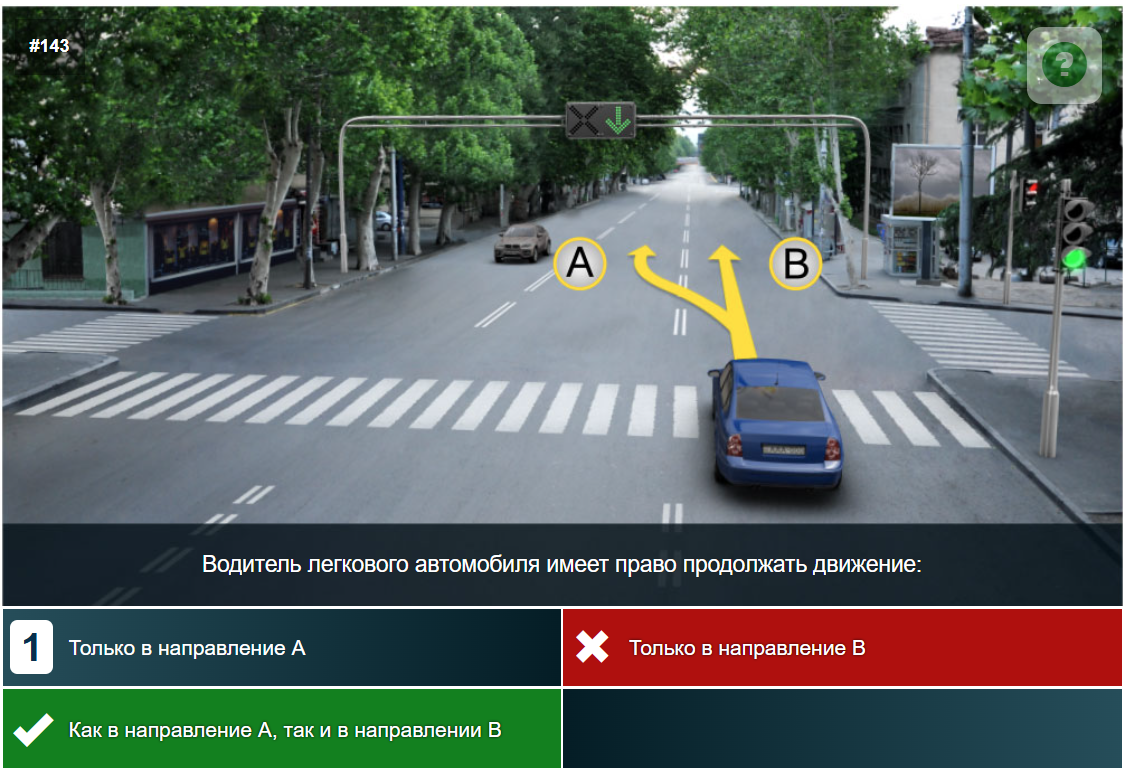 #143
?
A
B
Водитель легкового автомобиля имеет право продолжать движение:
1
Только в направление A
Только в направление B
Как в направление A, так и в направлении B